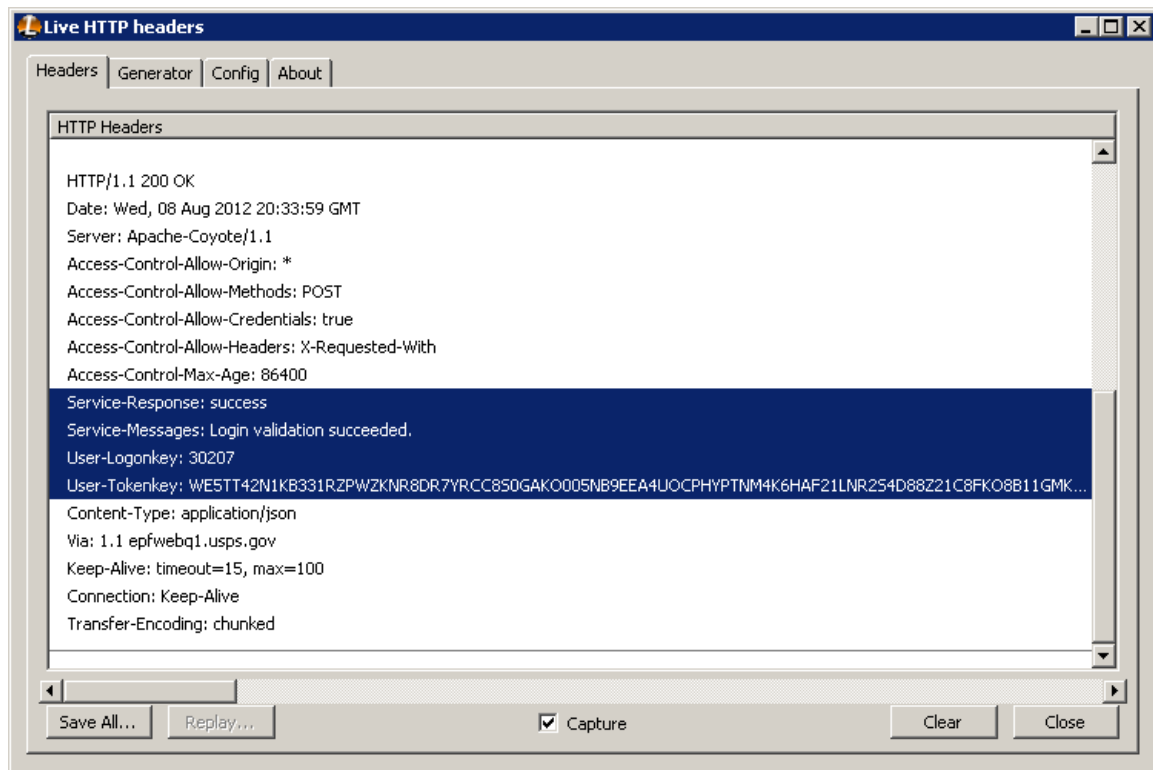 Live HTTP headers
Headers Generator Config About
HTTP Headers
HTTP/1.1 200 OK
Date: Wed, 08 Aug 2012 20:33:59 GMT
Server: Apache-Coyote/1.1
Access-Control-Allow-Origin: *
Access-Control-Allow-Methods: POST
Access-Control-Allow-Credentials: true
Access-Control-Allow-Headers: X-Requested-With
Access-Control-Max-Age: 86400
Service-Response: success
Service-Messages: Login validation succeeded.
User-Logonkey: 30207
User-Tokenkey: WE5TT42N1KB331RZPWZKNR8DR7YRCC8S0GAKO005NB9EEA4UOCPHYPTNM4K6HAF21LNR2S4D88Z21C8FKO8B11GMK...
Content-Type: application/json
Via: 1.1 epfwebq1.usps.gov
Keep-Alive: timeout=15, max=100
Connection: Keep-Alive
Transfer-Encoding: chunked
Save All... Replay... Capture Clear Close